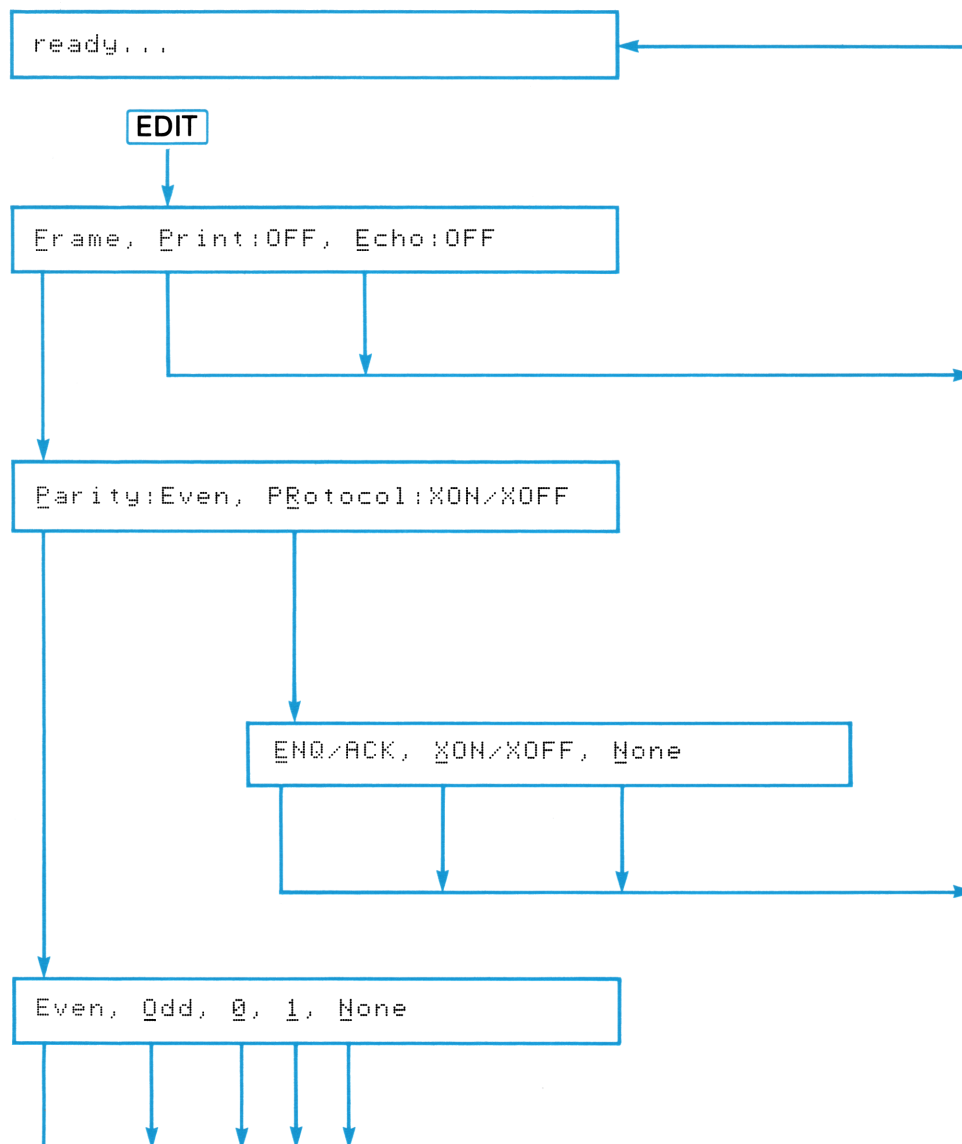 ready...
EDIT
Frame, Print:OFF, Echo:OFF
Parity:Even, PRotocol:XON/XOFF
ENQ/ACK, XON/XOFF, None
Even, Odd, 0, 1, None